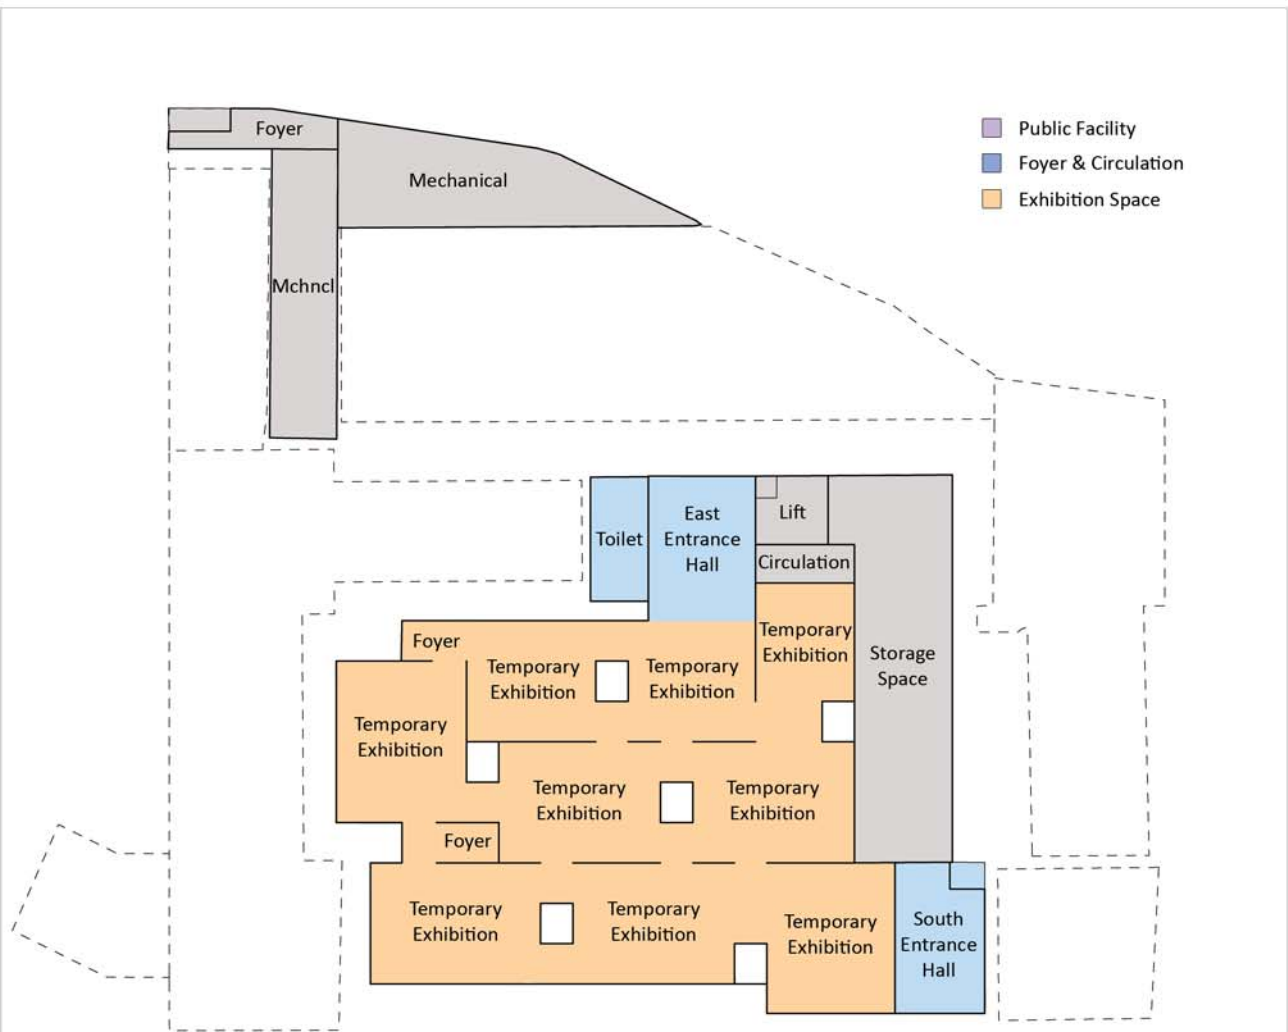 Foyer
Mechanical
Mchncl
Public Facility
Foyer & Circulation
Exhibition Space
Toilet
East
Entrance
Hall
Lift
Circulation
Temporary
Exhibition
Storage
Space
Foyer
Temporary
Exhibition
Temporary
Exhibition
Temporary
Exhibition
Temporary
Exhibition
Temporary
Exhibition
Foyer
Temporary
Exhibition
Temporary
Exhibition
Temporary
Exhibition
South
Entrance
Hall